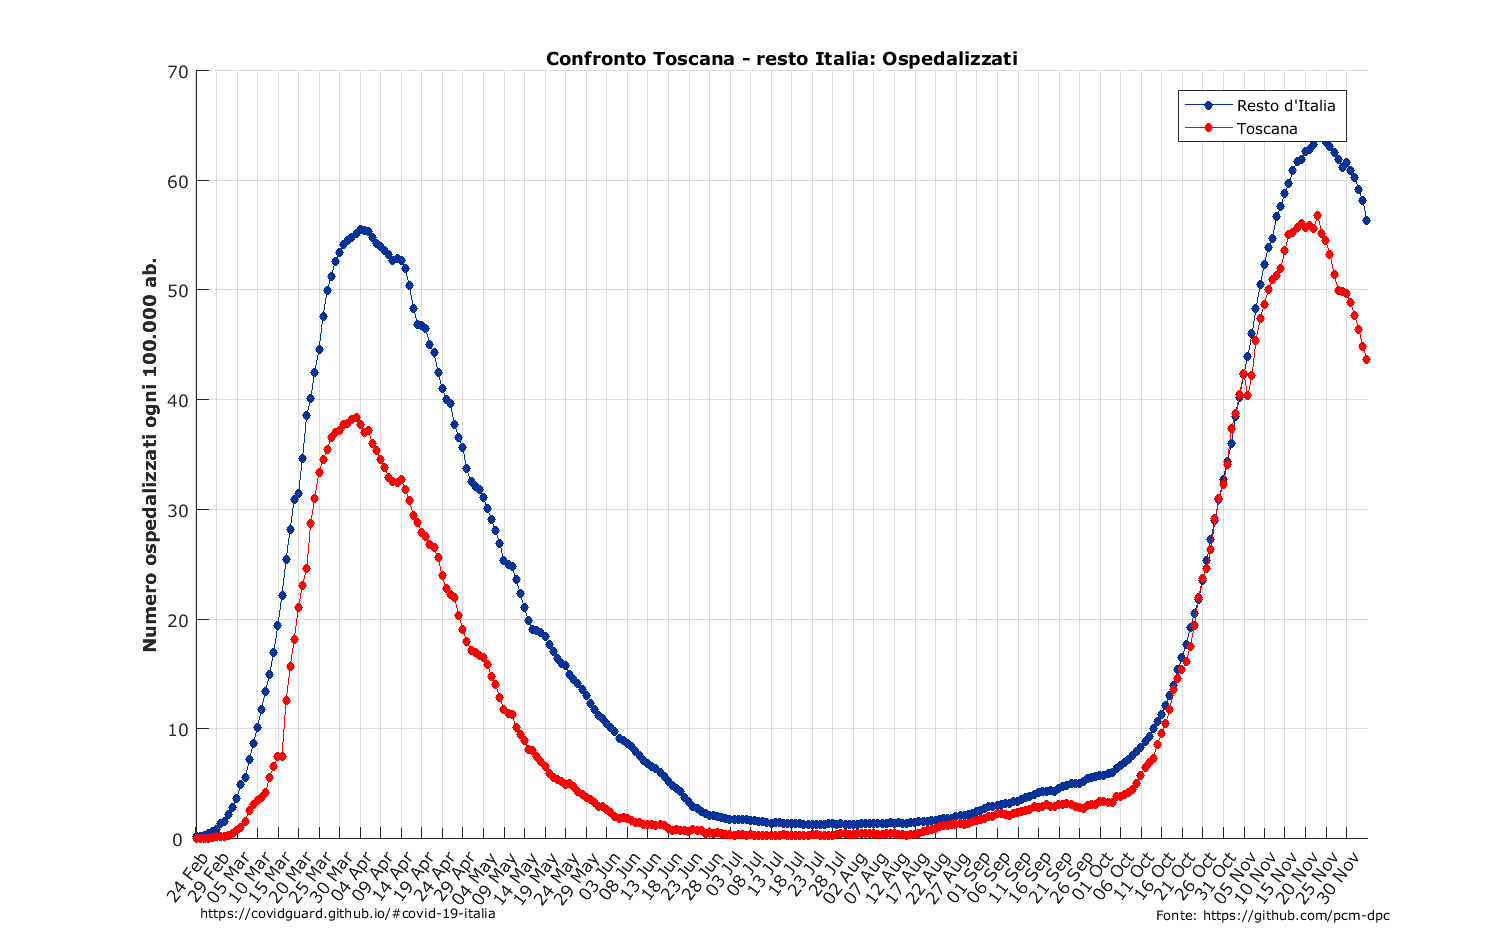 Confronto Toscana - resto Italia: Ospedalizzati
Resto d'Italia
Toscana
Numero ospedalizzati ogni 100.000 ab.
70
60
50
40
30
20
10
0
24 Feb
29 Feb
05 Mar
10 Mar
15 Mar
20 Mar
25 Mar
30 Mar
04 Apr
09 Apr
14 Apr
19 Apr
24 Apr
29 Apr
04 May
09 May
14 May
19 May
24 May
29 May
03 Jun
08 Jun
13 Jun
18 Jun
23 Jun
28 Jun
03 Jul
08 Jul
13 Jul
18 Jul
23 Jul
28 Jul
02 Aug
07 Aug
12 Aug
17 Aug
22 Aug
27 Aug
01 Sep
06 Sep
11 Sep
16 Sep
21 Sep
26 Sep
01 Oct
06 Oct
11 Oct
16 Oct
21 Oct
26 Oct
31 Oct
05 Nov
10 Nov
15 Nov
20 Nov
25 Nov
30 Nov
https://covidguard.github.io/#covid-19-italia
Fonte: https://github.com/pcm-dpc